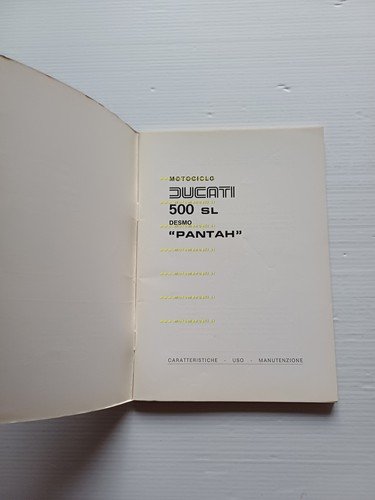 MOTOCICLO
DUCATI
500 SL
DESMO
"PANTAH"
CARATTERISTICHE - USO - MANUTENZIONE